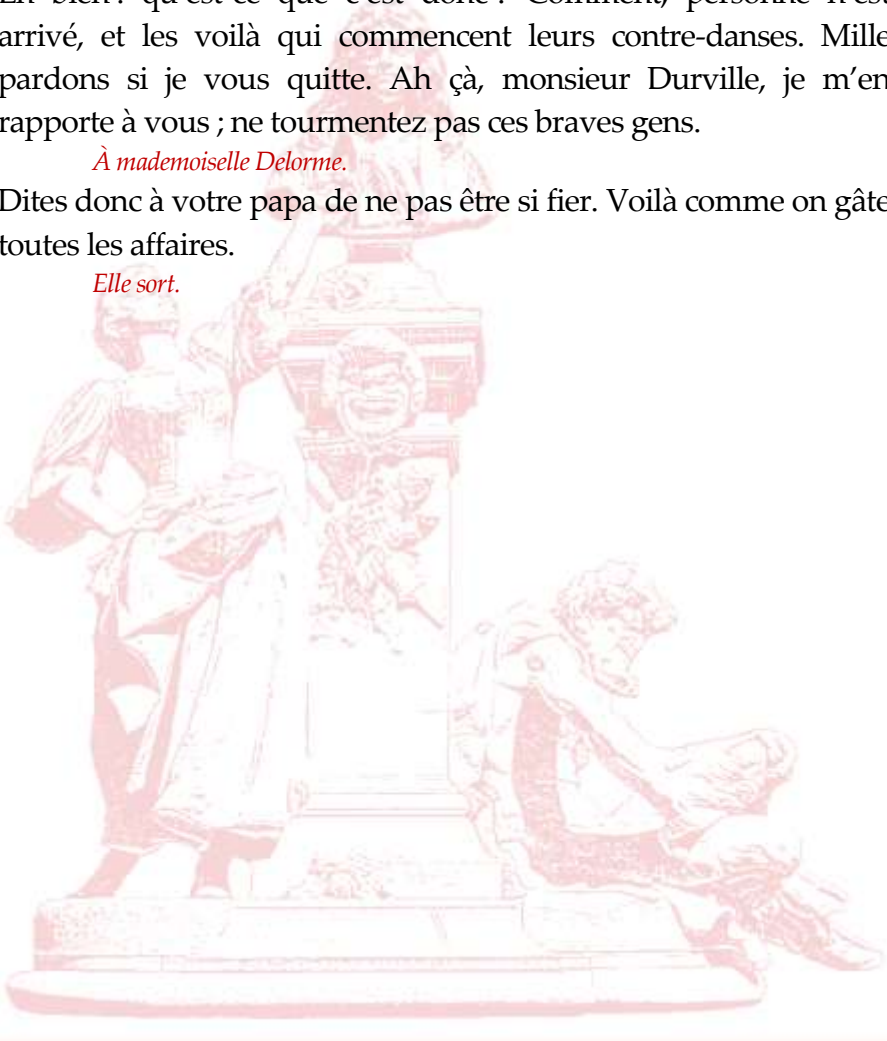 Eh bien ! qu'est-ce que c'est donc ? Comment, personne n'est
arrivé, et les voilà qui commencent leurs contre-danses. Mille
pardons si je vous quitte. Ah çà, monsieur Durville, je m'en
rapporte à vous ; ne tourmentez pas ces braves gens.
À mademoiselle Delorme.
Dites donc à votre papa de ne pas être si fier. Voilà comme on gâte
toutes les affaires.
Elle sort.